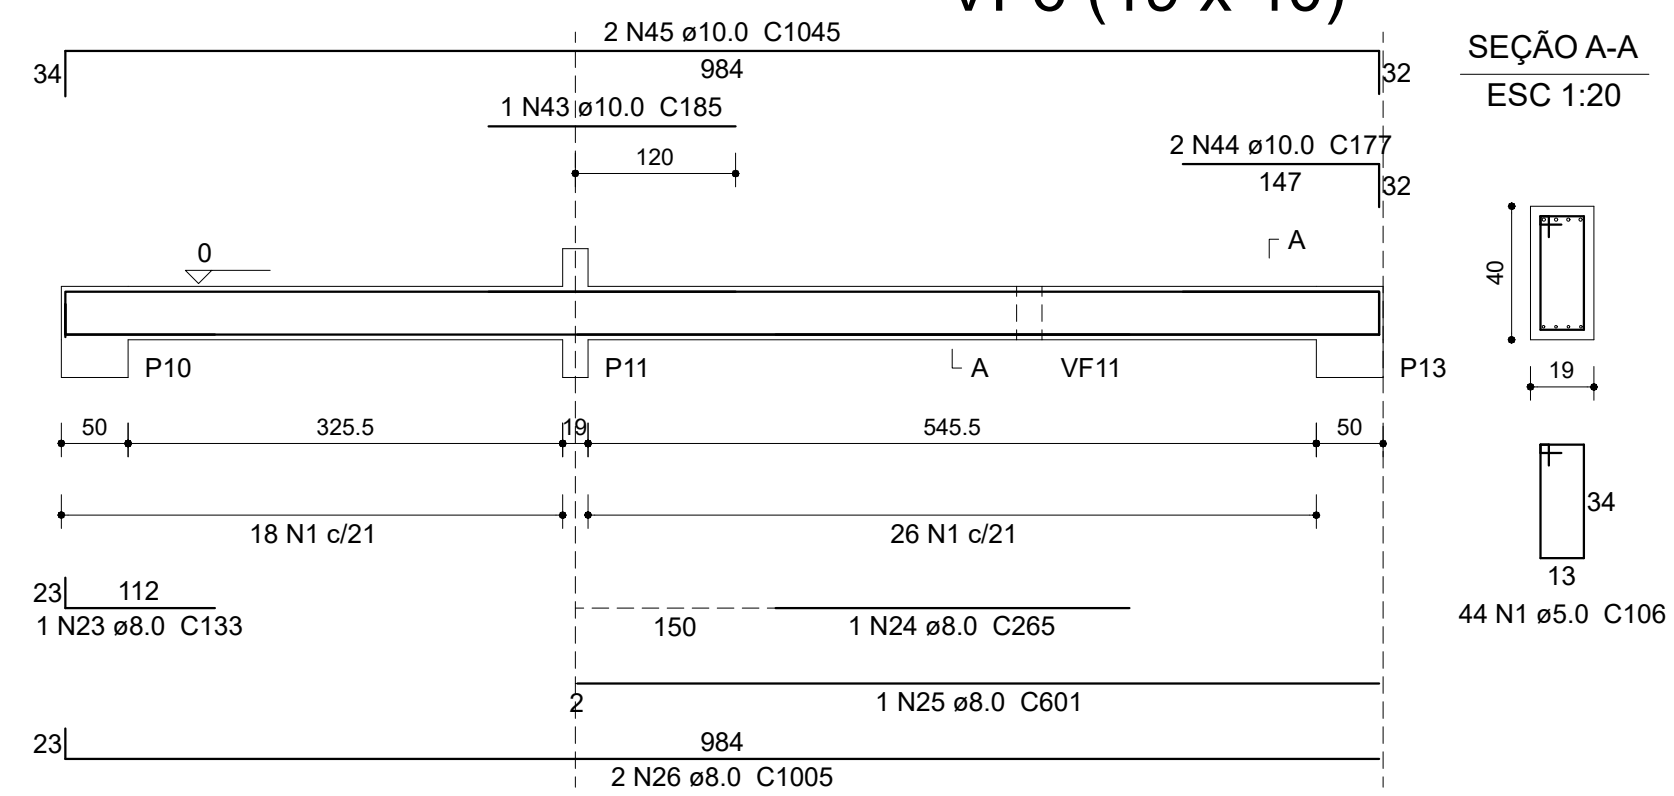 2 N45 ø10.0 C1045
34
984
32
SEÇÃO A-A
ESC 1:20
1 N43 ø10.0 C185
120
2 N44 ø10.0 C177
147
32
0
A
40
P10
P11
A
VF11
P13
19
50
325.5
19
545.5
50
18 N1 c/21
26 N1 c/21
34
13
44 N1 ø5.0 C106
23
112
1 N23 ø8.0 C133
150
1 N24 ø8.0 C265
2
1 N25 ø8.0 C601
23
984
2 N26 ø8.0 C1005